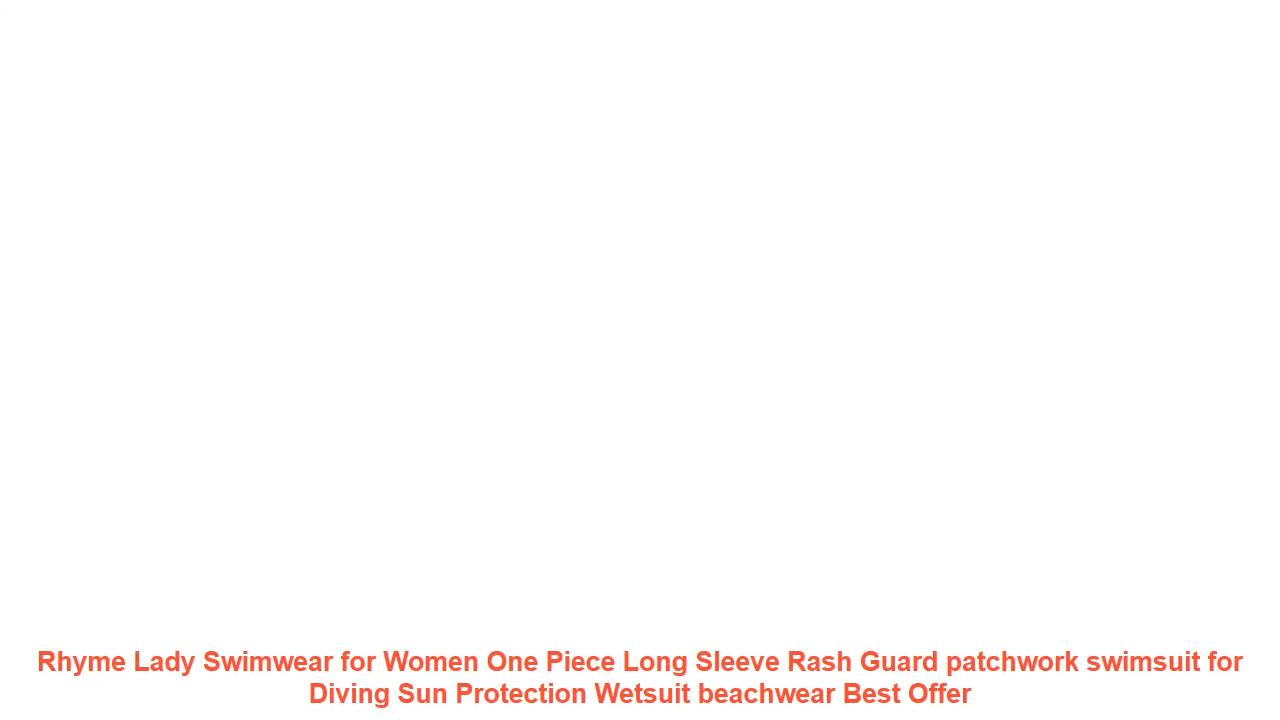 Rhyme Lady Swimwear for Women One Piece Long Sleeve Rash Guard patchwork swimsuit for
Diving Sun Protection Wetsuit beachwear Best Offer